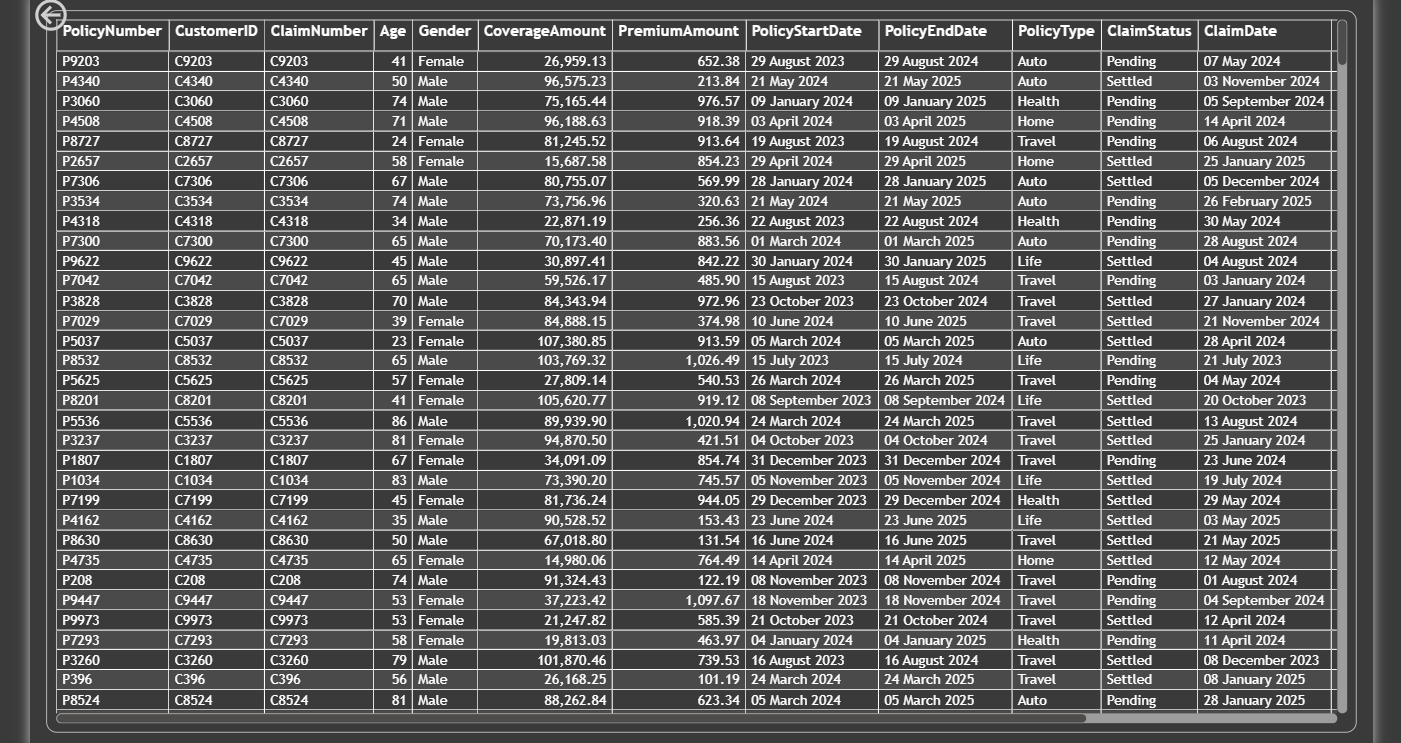 PolicyNumber CustomerID ClaimNumber Age Gender CoverageAmount PremiumAmount PolicyStartDate PolicyEndDate PolicyType ClaimStatus ClaimDate
P9203 C9203 C9203 41 Female 26,959.13 652.38 29 August 2023 29 August 2024 Auto Pending 07 May 2024
P4340 C4340 C4340 50 Male 96,575.23 213.84 21 May 2024 21 May 2025 Auto Settled 03 November 2024
P3060 C3060 C3060 74 Male 75,165.44 976.57 09 January 2024 09 January 2025 Health Pending 05 September 2024
P4508 C4508 C4508 71 Male 96,188.63 918.39 03 April 2024 03 April 2025 Home Pending 14 April 2024
P8727 C8727 C8727 24 Female 81,245.52 913.64 19 August 2023 19 August 2024 Travel Pending 06 August 2024
P2657 C2657 C2657 58 Female 15,687.58 854.23 29 April 2024 29 April 2025 Home Settled 25 January 2025
P7306 C7306 C7306 67 Male 80,755.07 569.99 28 January 2024 28 January 2025 Auto Settled 05 December 2024
P3534 C3534 C3534 74 Male 73,756.96 320.63 21 May 2024 21 May 2025 Auto Pending 26 February 2025
P4318 C4318 C4318 34 Male 22,871.19 256.36 22 August 2023 22 August 2024 Health Pending 30 May 2024
P7300 C7300 C7300 65 Male 70,173.40 883.56 01 March 2024 01 March 2025 Auto Pending 28 August 2024
P9622 C9622 C9622 45 Male 30,897.41 842.22 30 January 2024 30 January 2025 Life Settled 04 August 2024
P7042 C7042 C7042 65 Male 59,526.17 485.90 15 August 2023 15 August 2024 Travel Pending 03 January 2024
P3828 C3828 C3828 70 Male 84,343.94 972.96 23 October 2023 23 October 2024 Travel Settled 27 January 2024
P7029 C7029 C7029 39 Female 84,888.15 374.98 10 June 2024 10 June 2025 Travel Settled 21 November 2024
P5037 C5037 C5037 23 Female 107,380.85 913.59 05 March 2024 05 March 2025 Auto Settled 28 April 2024
P8532 C8532 C8532 65 Male 103,769.32 1,026.49 15 July 2023 15 July 2024 Life Pending 21 July 2023
P5625 C5625 C5625 57 Female 27,809.14 540.53 26 March 2024 26 March 2025 Travel Pending 04 May 2024
P8201 C8201 C8201 41 Female 105,620.77 919.12 08 September 2023 08 September 2024 Life Settled 20 October 2023
P5536 C5536 C5536 86 Male 89,939.90 1,020.94 24 March 2024 24 March 2025 Travel Settled 13 August 2024
P3237 C3237 C3237 81 Female 94,870.50 421.51 04 October 2023 04 October 2024 Travel Settled 25 January 2024
P1807 C1807 C1807 67 Female 34,091.09 854.74 31 December 2023 31 December 2024 Travel Pending 23 June 2024
P1034 C1034 C1034 83 Male 73,390.20 745.57 05 November 2023 05 November 2024 Life Settled 19 July 2024
P7199 C7199 C7199 45 Female 81,736.24 944.05 29 December 2023 29 December 2024 Health Settled 29 May 2024
P4162 C4162 C4162 35 Male 90,528.52 153.43 23 June 2024 23 June 2025 Life Settled 03 May 2025
P8630 C8630 C8630 50 Male 67,018.80 131.54 16 June 2024 16 June 2025 Travel Settled 21 May 2025
P4735 C4735 C4735 65 Female 14,980.06 764.49 14 April 2024 14 April 2025 Home Settled 12 May 2024
P208 C208 C208 74 Male 91,324.43 122.19 08 November 2023 08 November 2024 Travel Pending 01 August 2024
P9447 C9447 C9447 53 Female 37,223.42 1,097.67 18 November 2023 18 November 2024 Travel Pending 04 September 2024
P9973 C9973 C9973 53 Female 21,247.82 585.39 21 October 2023 21 October 2024 Travel Settled 12 April 2024
P7293 C7293 C7293 58 Female 19,813.03 463.97 04 January 2024 04 January 2025 Health Pending 11 April 2024
P3260 C3260 C3260 79 Male 101,870.46 739.53 16 August 2023 16 August 2024 Travel Settled 08 December 2023
P396 C396 C396 56 Male 26,168.25 101.19 24 March 2024 24 March 2025 Travel Settled 08 January 2025
P8524 C8524 C8524 81 Male 88,262.84 623.34 05 March 2024 05 March 2025 Auto Pending 28 January 2025